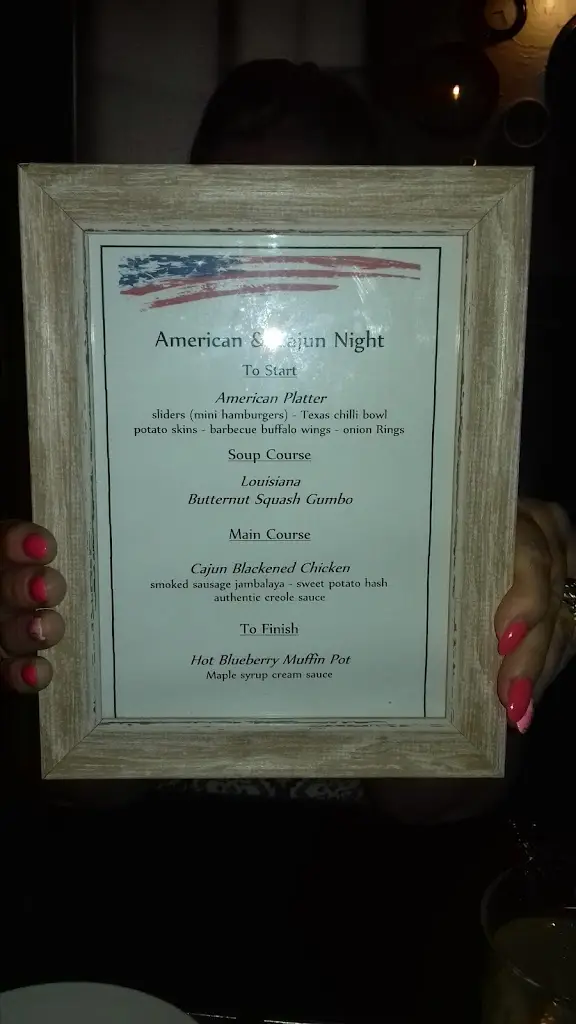 American & Cajun Night
To Start
American Platter
sliders (mini hamburgers) - Texas chilli bowl
potato skins - barbecue buffalo wings - onion Rings
Soup Course
Louisiana
Butternut Squash Gumbo
Main Course
Cajun Blackened Chicken
smoked sausage jambalaya - sweet potato hash
authentic creole sauce
To Finish
Hot Blueberry Muffin Pot
Maple syrup cream sauce